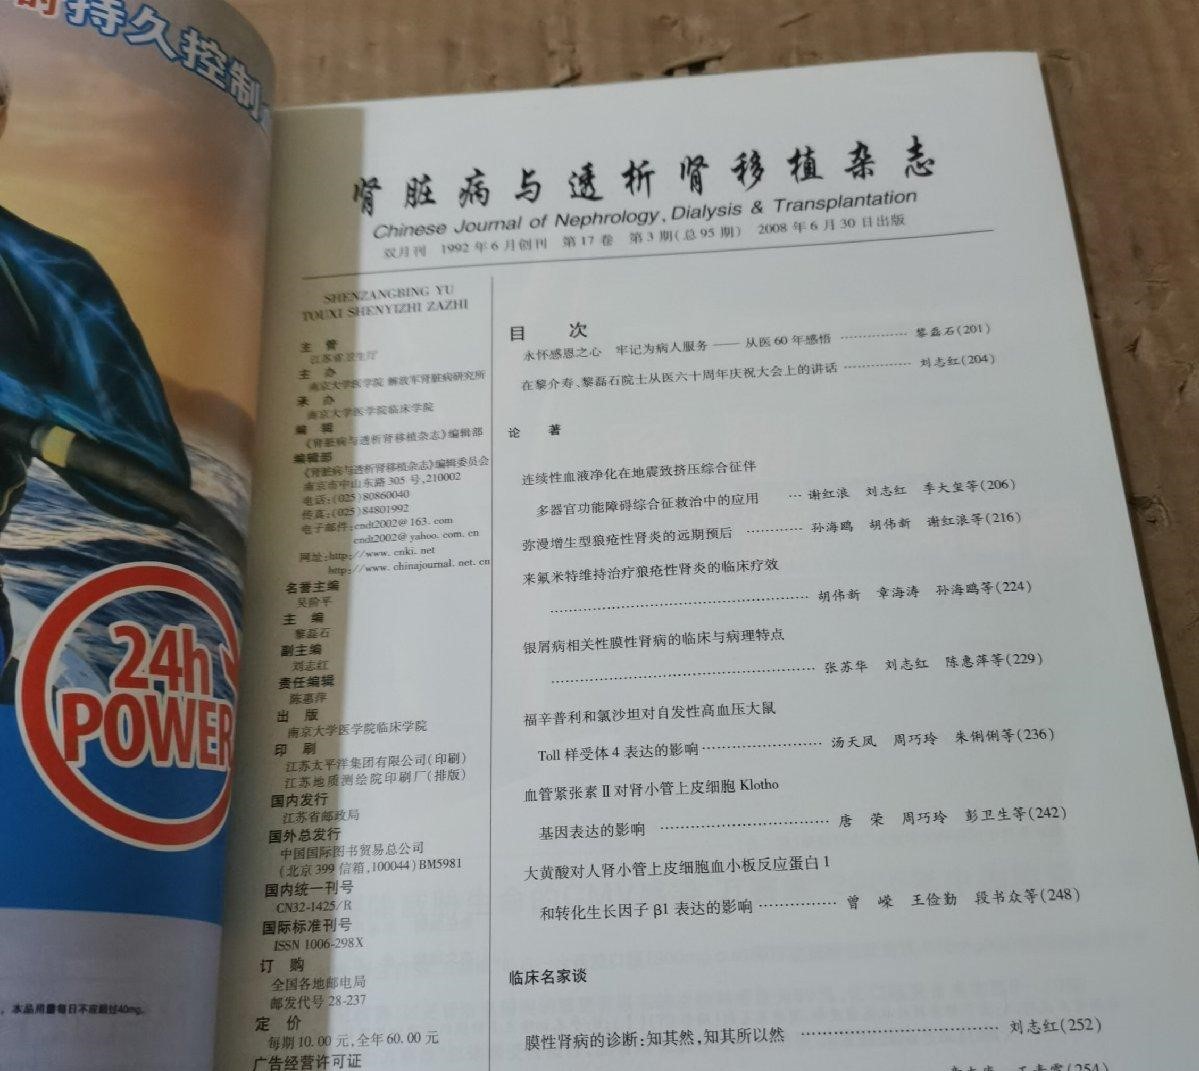 的持久控制
24h
POWER
，本品用量每日不应超过40mg。
肾脏病与透析肾移植杂志
Chinese Journal of Nephrology, Dialysis & Transplantation
双月刊 1992年6月创刊 第17卷 第3期(总95期) 2008年6月30日出版
SHENZANGBING YU
TOUXI SHENYIZHI ZAZHI
主 管
江苏省卫生厅
主 办
南京大学医学院 解放军肾脏病研究所
承 办
南京大学医学院临床学院
编 辑
《肾脏病与透析肾移植杂志》编辑部
编辑部
《肾脏病与透析肾移植杂志》编辑委员会
南京市中山东路305号,210002
电话:(025)80860040
传真:(025)84801992
电子邮件:cndt2002@163.com
cndt2002@yahoo.com.cn
网址:http://www.cnki.net
http://www.chinajournal.net.cn
名誉主编
吴阶平
主 编
黎磊石
副主编
刘志红
责任编辑
陈惠萍
出 版
南京大学医学院临床学院
印 刷
江苏太平洋集团有限公司(印刷)
江苏地质测绘院印刷厂(排版)
国内发行
江苏省邮政局
国外总发行
中国国际图书贸易总公司
(北京399信箱,100044)BM5981
国内统一刊号
CN32-1425/R
国际标准刊号
ISSN 1006-298X
订 购
全国各地邮电局
邮发代号28-237
定 价
每期10.00元,全年60.00元
广告经营许可证
目 次
永怀感恩之心 牢记为病人服务——从医60年感悟 …………… 黎磊石(201)
在黎介寿、黎磊石院士从医六十周年庆祝大会上的讲话 …………… 刘志红(204)
论 著
连续性血液净化在地震致挤压综合征伴
多器官功能障碍综合征救治中的应用 … 谢红浪 刘志红 季大玺等(206)
弥漫增生型狼疮性肾炎的远期预后 ………… 孙海鸥 胡伟新 谢红浪等(216)
来氟米特维持治疗狼疮性肾炎的临床疗效
……………………………………… 胡伟新 章海涛 孙海鸥等(224)
银屑病相关性膜性肾病的临床与病理特点
……………………………………… 张苏华 刘志红 陈惠萍等(229)
福辛普利和氯沙坦对自发性高血压大鼠
Toll样受体4表达的影响………………… 汤天凤 周巧玲 朱俐俐等(236)
血管紧张素Ⅱ对肾小管上皮细胞Klotho
基因表达的影响 ……………………… 唐 荣 周巧玲 彭卫生等(242)
大黄酸对人肾小管上皮细胞血小板反应蛋白1
和转化生长因子β1表达的影响…………… 曾 嵘 王俭勤 段书众等(248)
临床名家谈
膜性肾病的诊断:知其然,知其所以然 ……………………………… 刘志红(252)
(254)